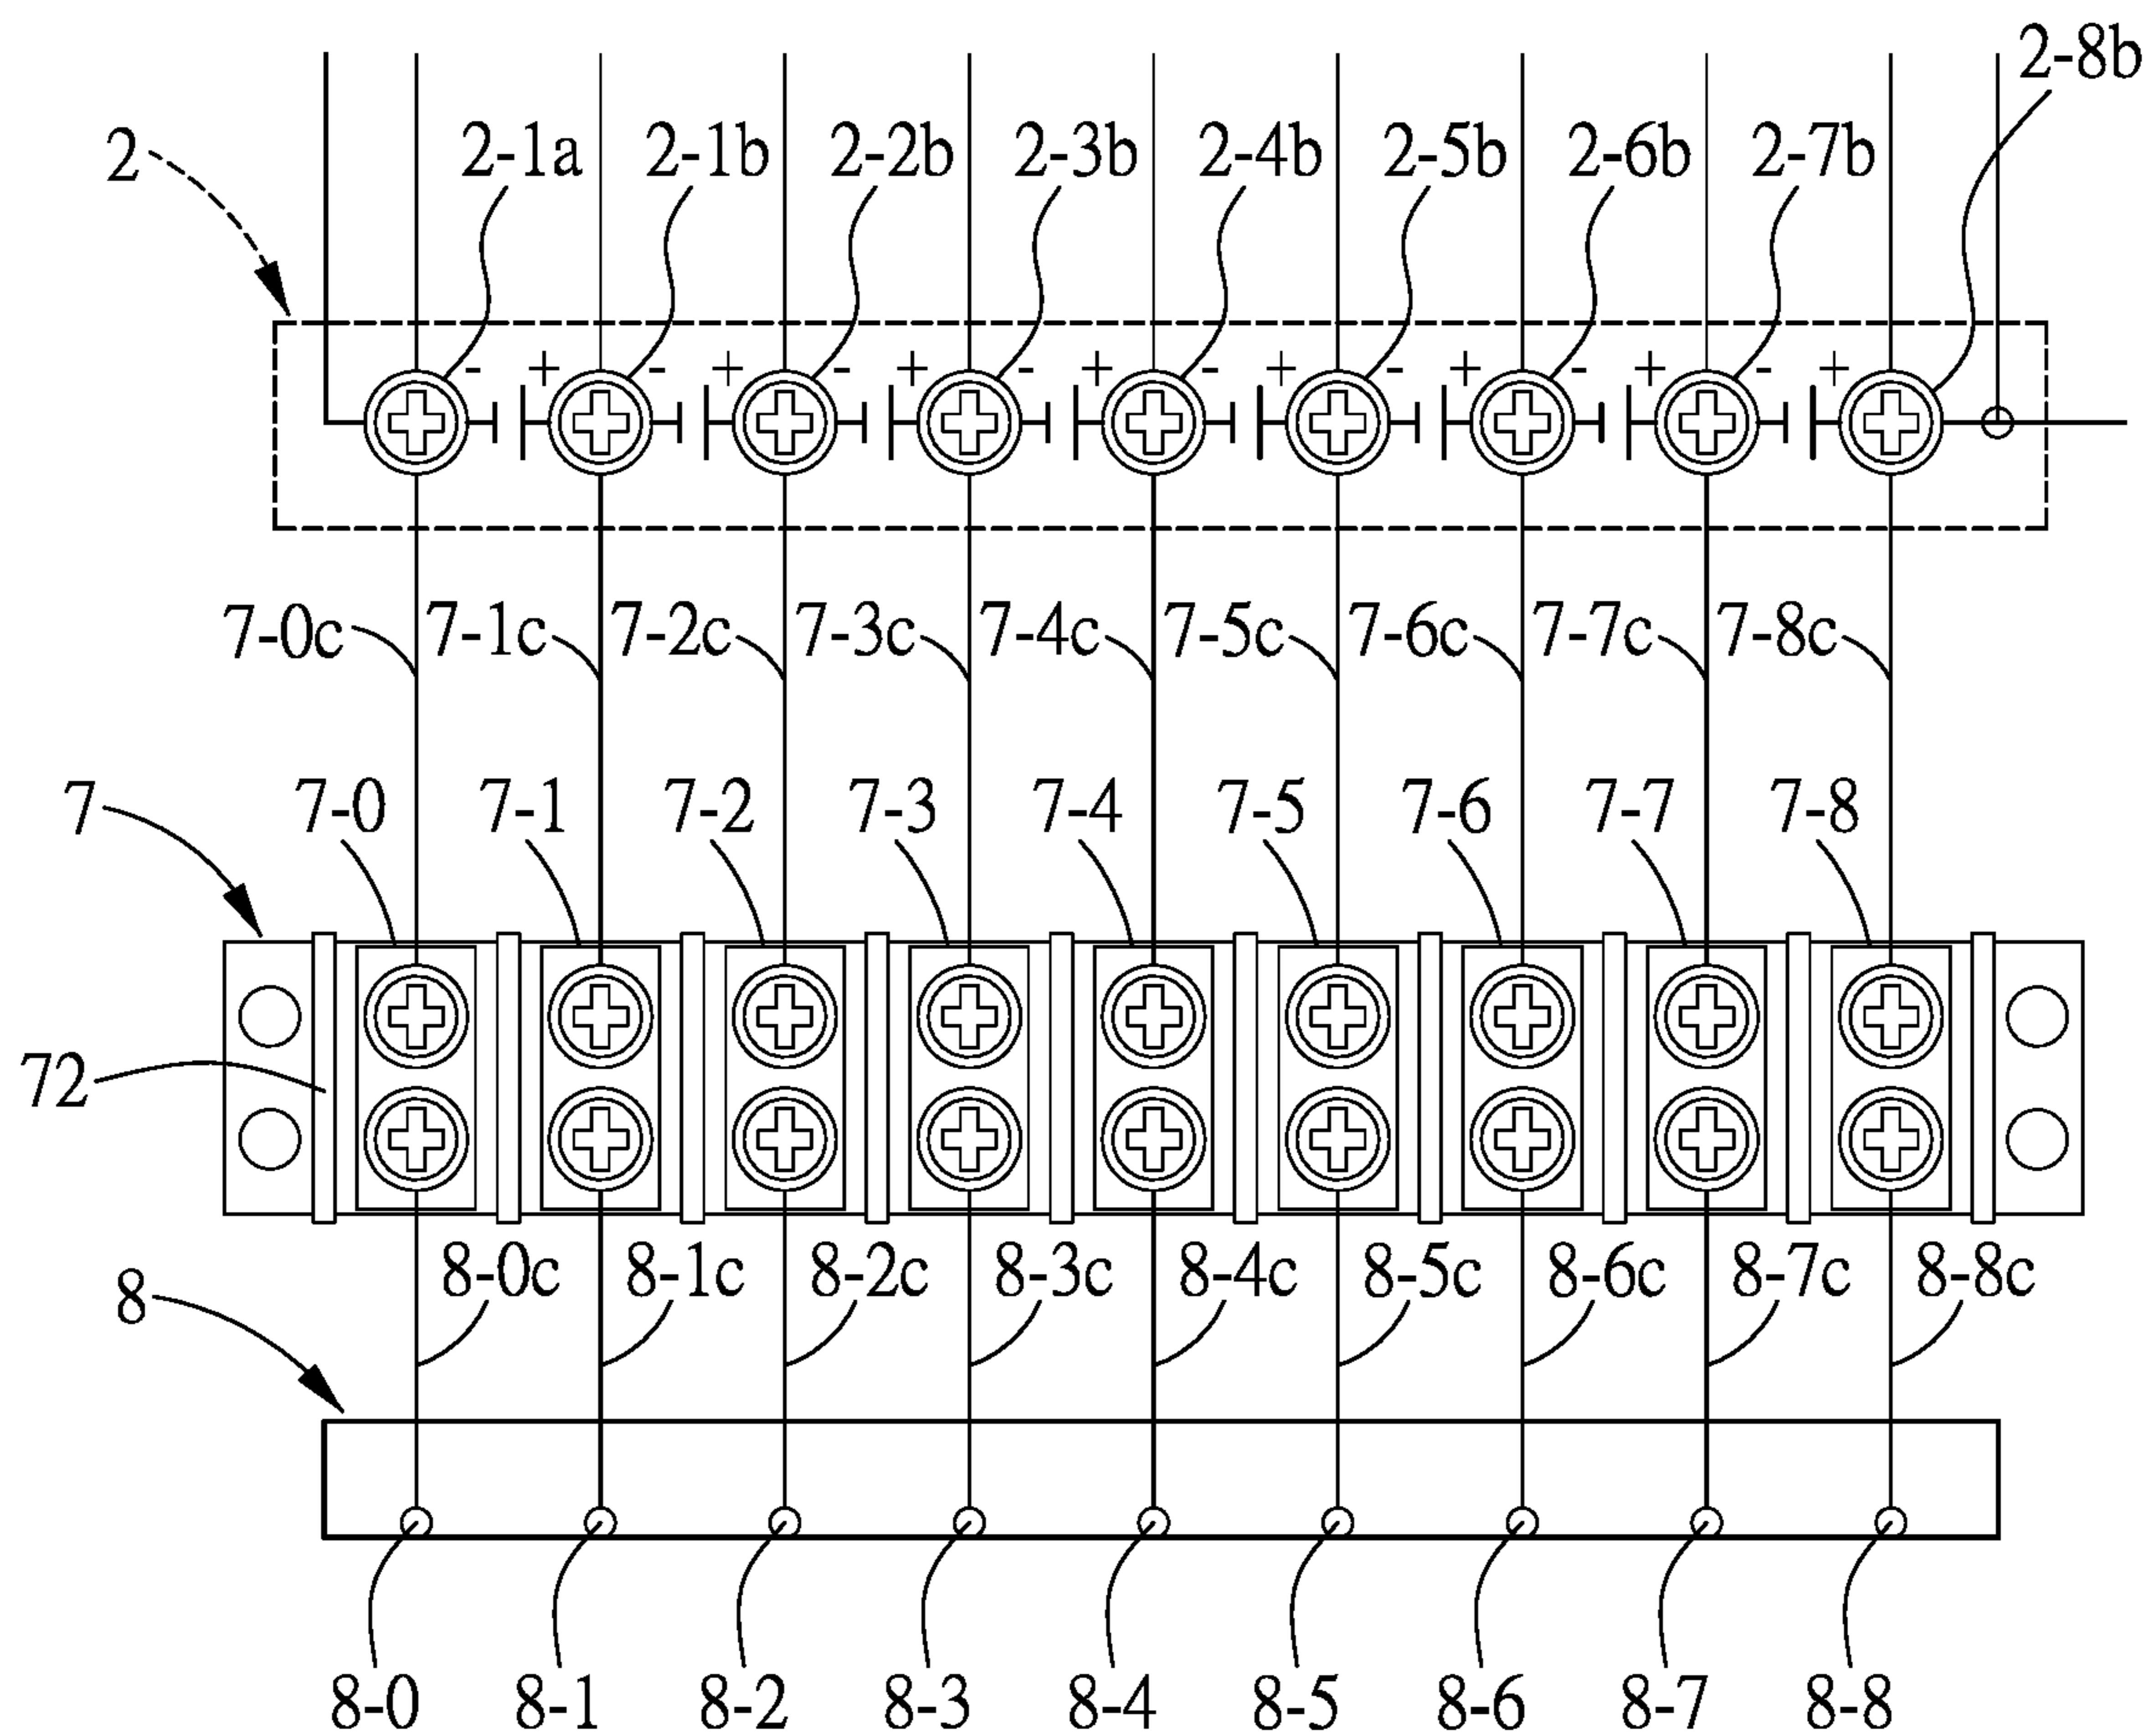 2-8b
2 2-1a 2-1b 2-2b 2-3b 2-4b 2-5b 2-6b 2-7b
- + - + - + - + - + - + - + - +
7-0c 7-1c 7-2c 7-3c 7-4c 7-5c 7-6c 7-7c 7-8c
7 7-0 7-1 7-2 7-3 7-4 7-5 7-6 7-7 7-8
72
8 8-0c 8-1c 8-2c 8-3c 8-4c 8-5c 8-6c 8-7c 8-8c
8-0 8-1 8-2 8-3 8-4 8-5 8-6 8-7 8-8